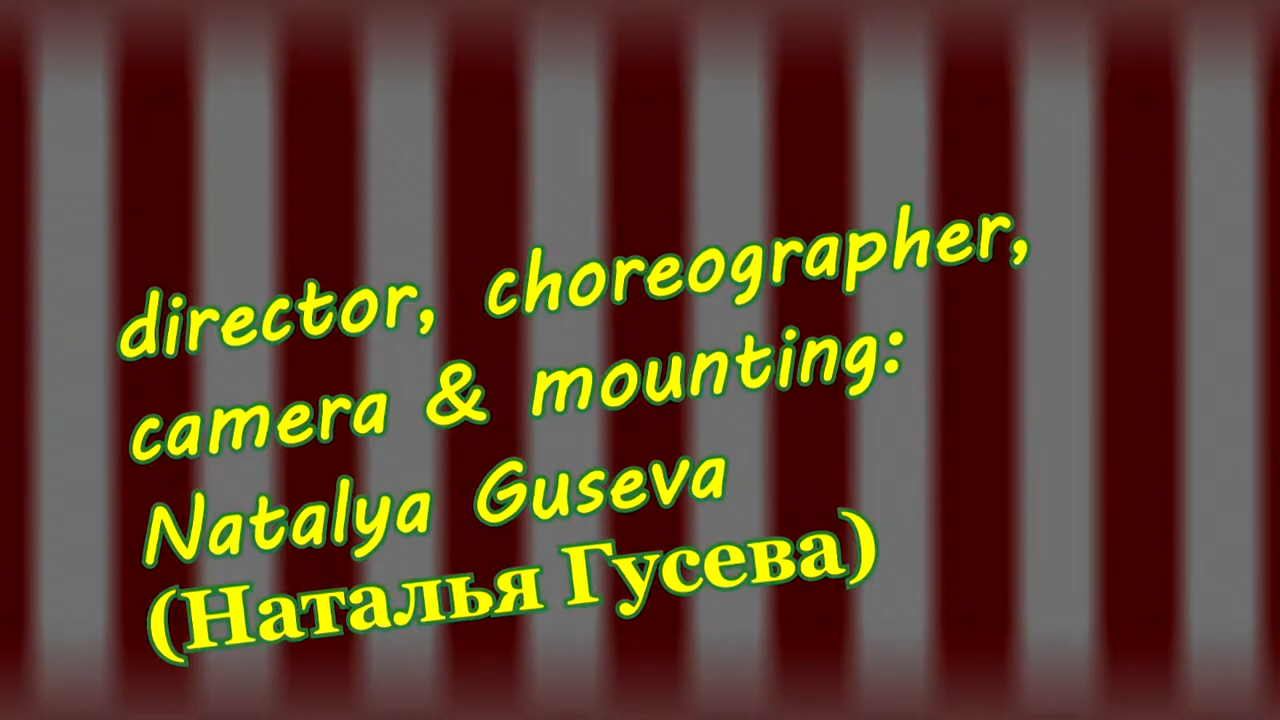 director, choreographer,
camera & mounting:
Natalya Guseva
(Наталья Гусева)